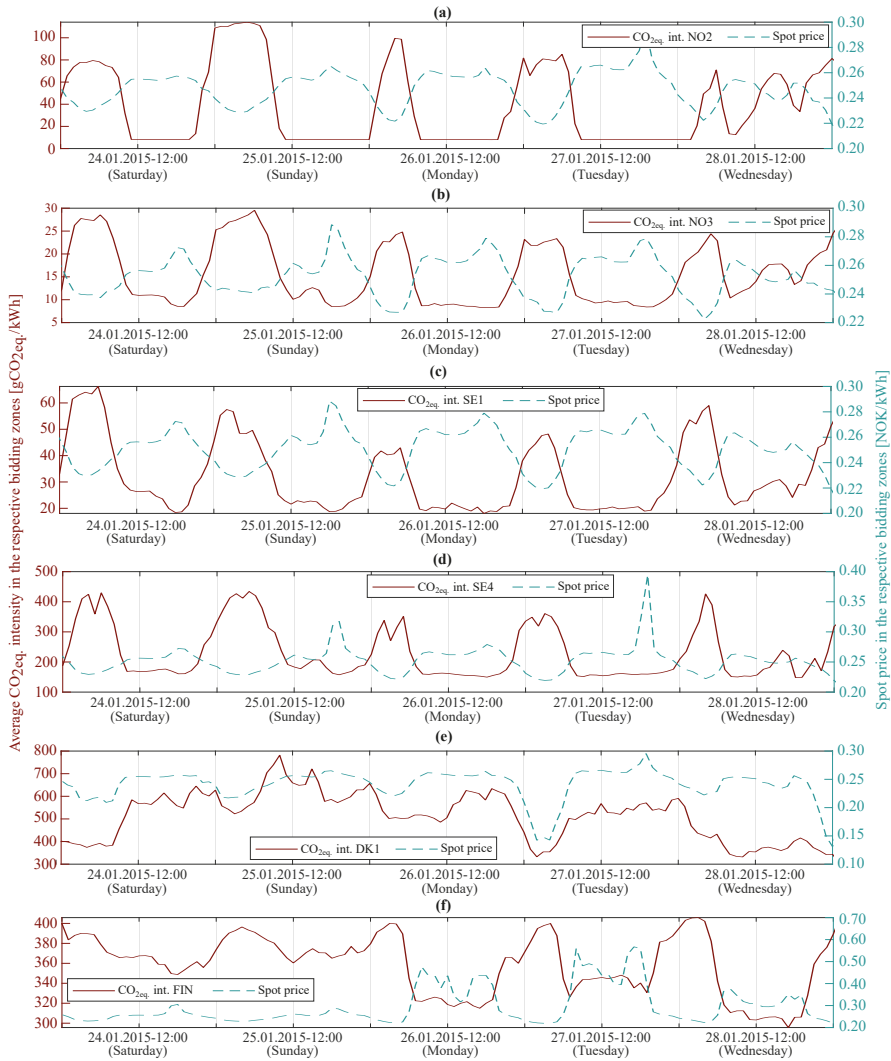 (a)
100
80
60
40
20
0
CO2eq. int. NO2 Spot price
0.30
0.28
0.26
0.24
0.22
0.20
24.01.2015-12:00 25.01.2015-12:00 26.01.2015-12:00 27.01.2015-12:00 28.01.2015-12:00
(Saturday) (Sunday) (Monday) (Tuesday) (Wednesday)
(b)
30
25
20
15
10
5
CO2eq. int. NO3 Spot price
0.30
0.28
0.26
0.24
0.22
24.01.2015-12:00 25.01.2015-12:00 26.01.2015-12:00 27.01.2015-12:00 28.01.2015-12:00
(Saturday) (Sunday) (Monday) (Tuesday) (Wednesday)
Average CO2eq. intensity in the respective bidding zones [gCO2eq./kWh]
Spot price in the respective bidding zones [NOK/kWh]
(c)
60
50
40
30
20
CO2eq. int. SE1 Spot price
0.30
0.28
0.26
0.24
0.22
0.20
24.01.2015-12:00 25.01.2015-12:00 26.01.2015-12:00 27.01.2015-12:00 28.01.2015-12:00
(Saturday) (Sunday) (Monday) (Tuesday) (Wednesday)
(d)
500
400
300
200
100
CO2eq. int. SE4 Spot price
0.40
0.35
0.30
0.25
0.20
24.01.2015-12:00 25.01.2015-12:00 26.01.2015-12:00 27.01.2015-12:00 28.01.2015-12:00
(Saturday) (Sunday) (Monday) (Tuesday) (Wednesday)
(e)
800
700
600
500
400
300
CO2eq. int. DK1 Spot price
0.30
0.25
0.20
0.15
0.10
24.01.2015-12:00 25.01.2015-12:00 26.01.2015-12:00 27.01.2015-12:00 28.01.2015-12:00
(Saturday) (Sunday) (Monday) (Tuesday) (Wednesday)
(f)
400
380
360
340
320
300
CO2eq. int. FIN Spot price
0.70
0.60
0.50
0.40
0.30
0.20
24.01.2015-12:00 25.01.2015-12:00 26.01.2015-12:00 27.01.2015-12:00 28.01.2015-12:00
(Saturday) (Sunday) (Monday) (Tuesday) (Wednesday)